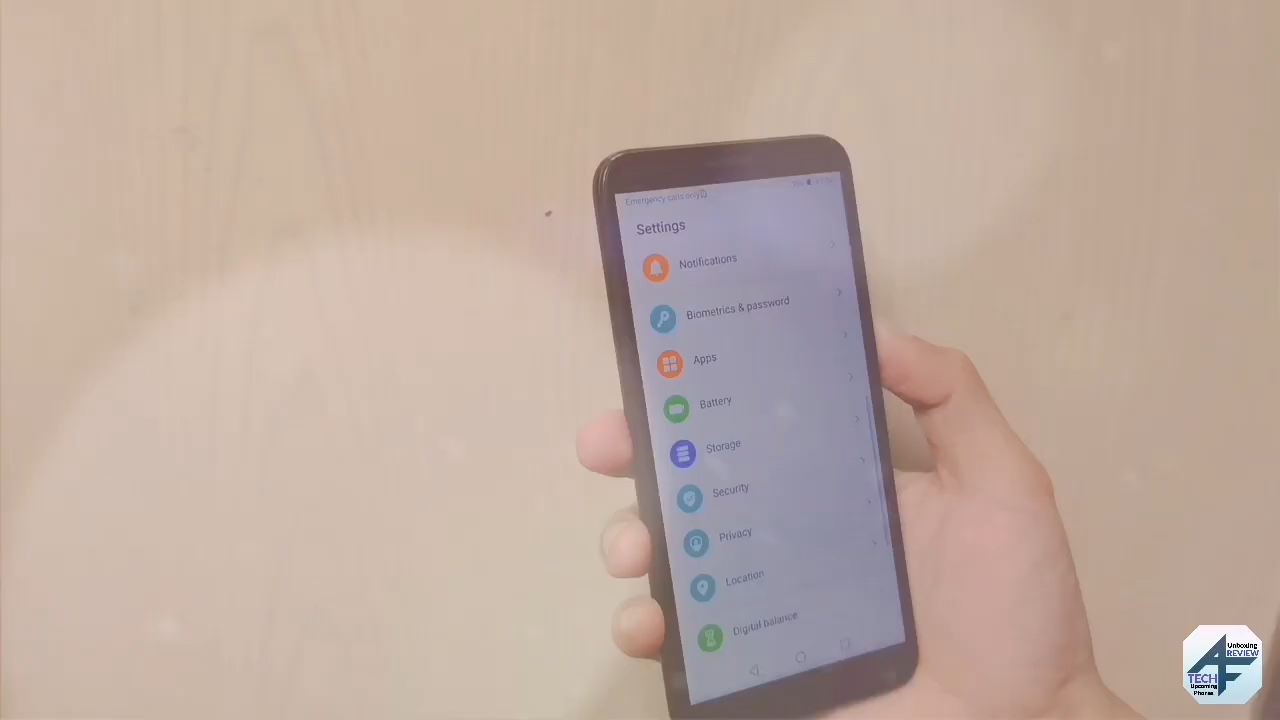 Emergency calls only
Settings
Notifications
Biometrics & password
Apps
Battery
Storage
Security
Privacy
Location
Digital balance
Unboxing
REVIEW
TECH
Upcoming
Phones